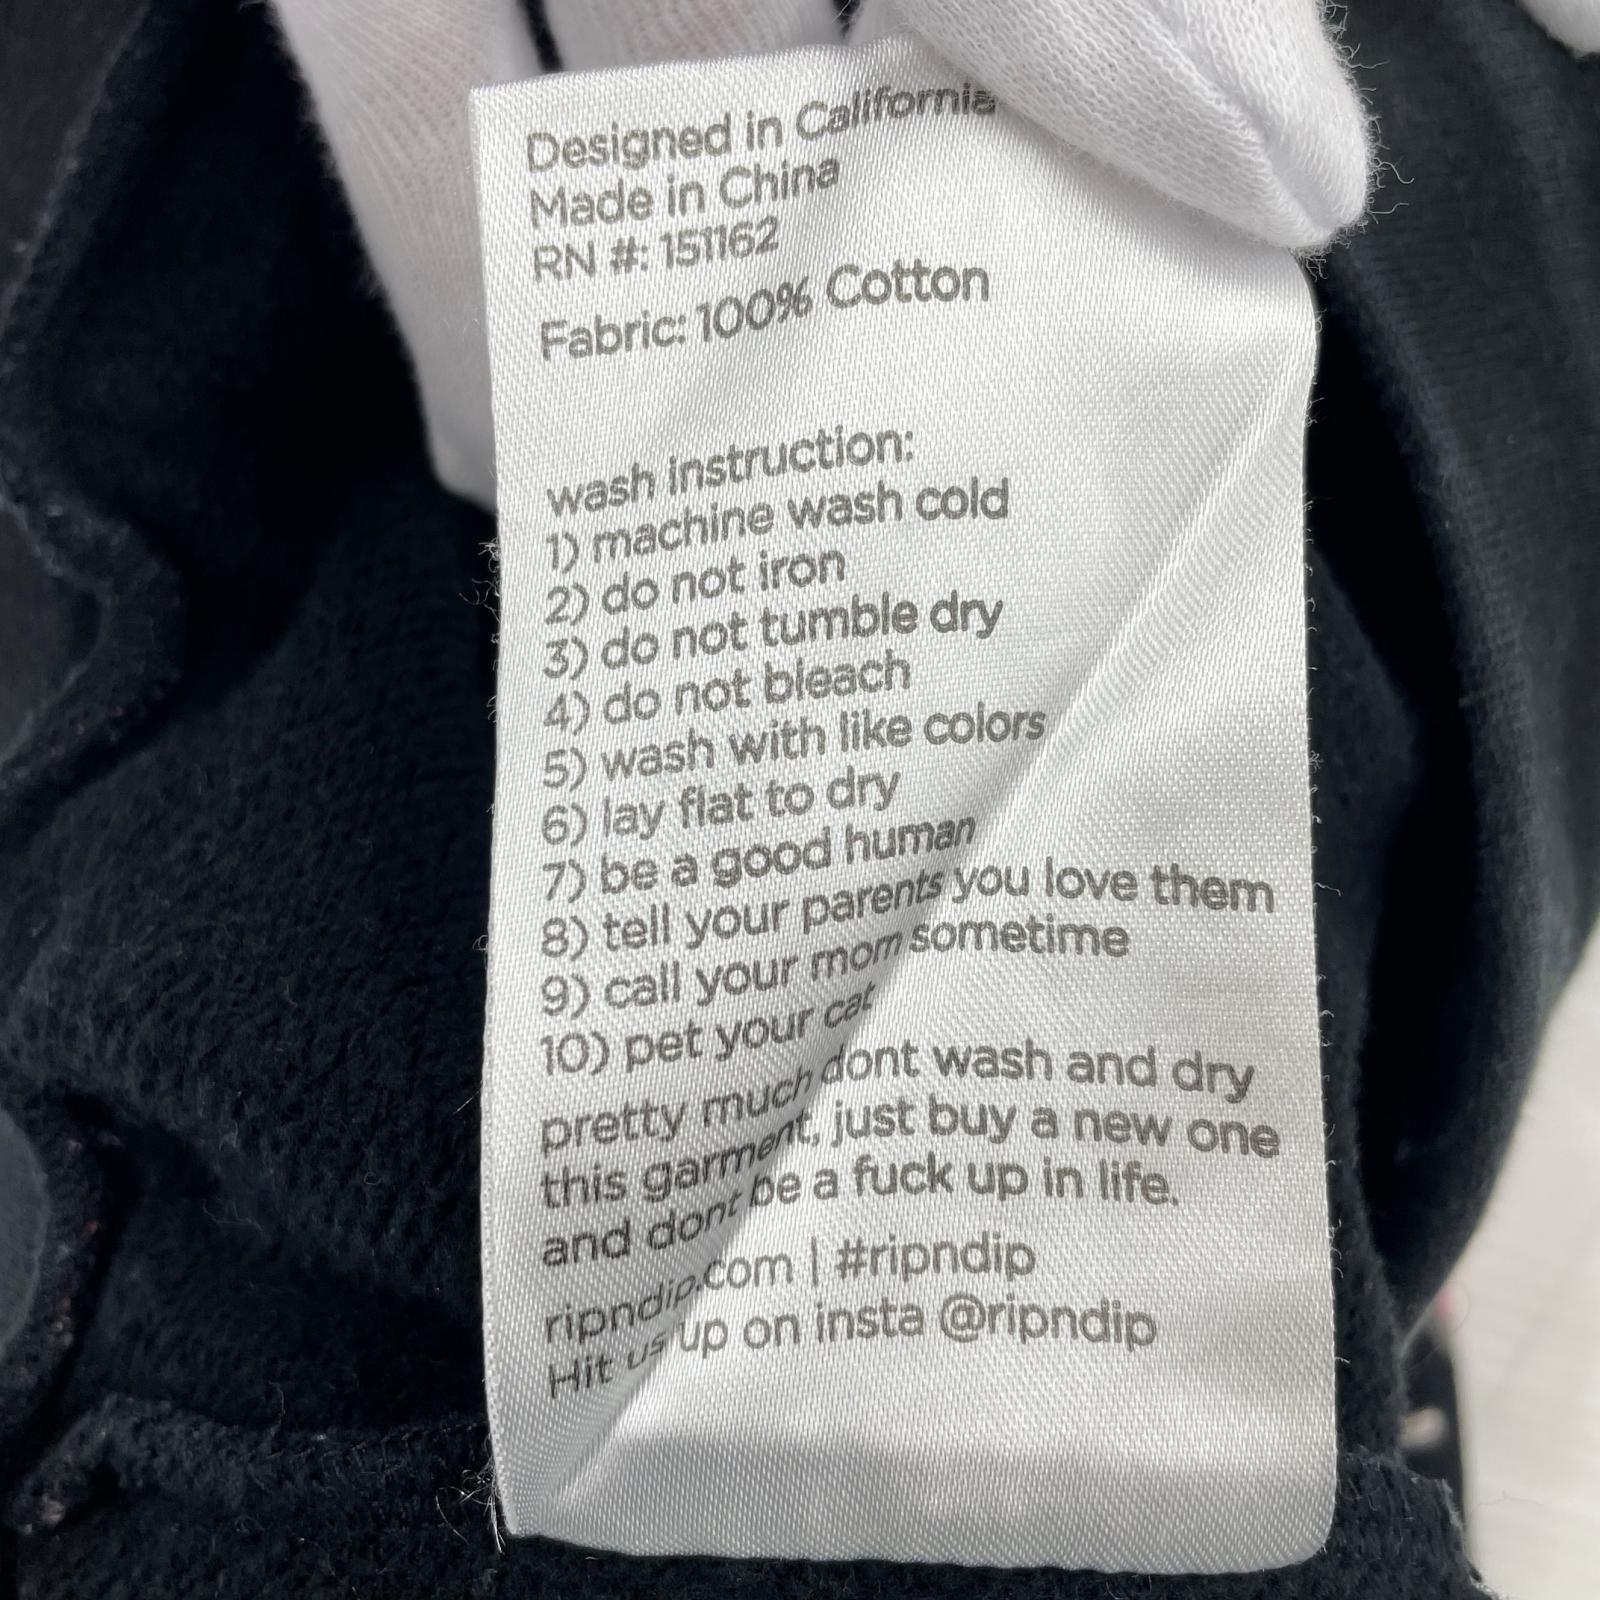 Designed in California
Made in China
RN #: 151162
Fabric: 100% Cotton
wash instruction:
1) machine wash cold
2) do not iron
3) do not tumble dry
4) do not bleach
5) wash with like colors
6) lay flat to dry
7) be a good human
8) tell your parents you love them
9) call your mom sometime
10) pet your cat
pretty much dont wash and dry
this garment, just buy a new one
and dont be a fuck up in life.
ripndip.com | #ripndip
Hit us up on insta @ripndip